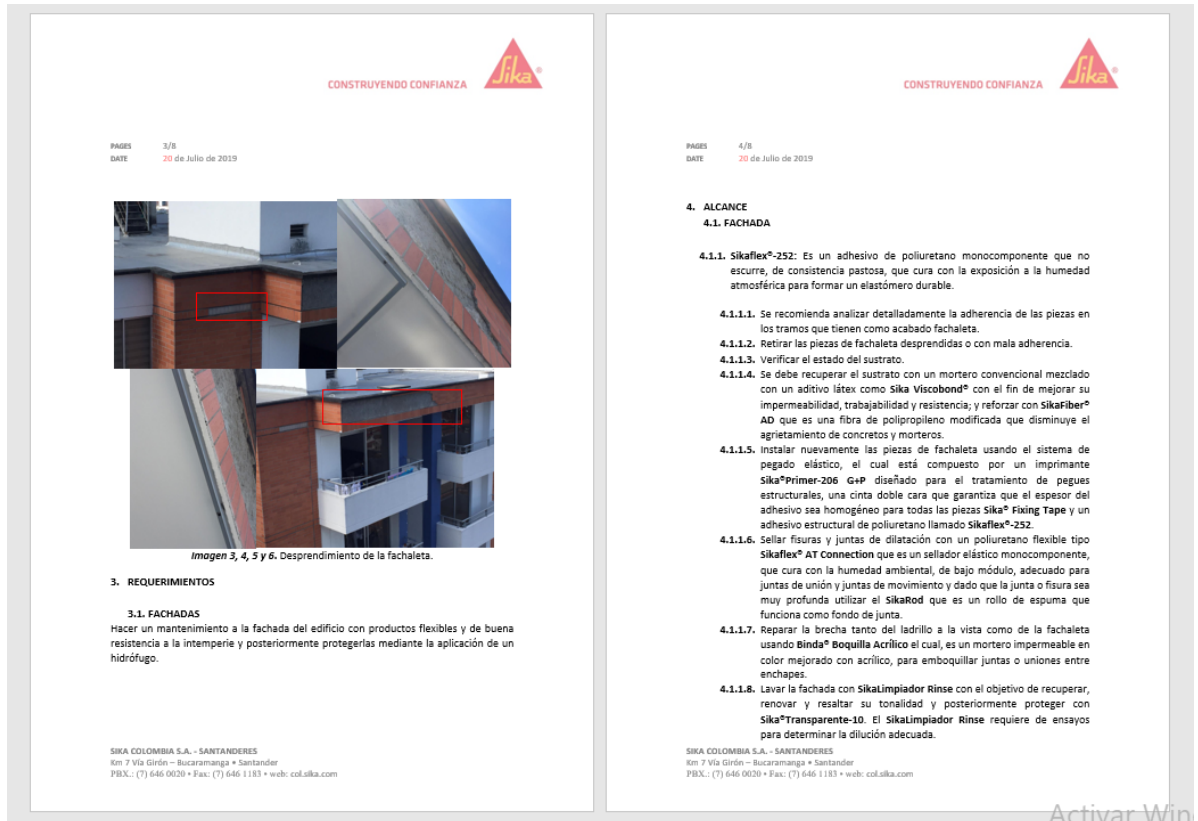 CONSTRUYENDO CONFIANZA
Sika®
PAGES 3/8
DATE 20 de Julio de 2019
Imagen 3, 4, 5 y 6. Desprendimiento de la fachaleta.
3. REQUERIMIENTOS
3.1. FACHADAS
Hacer un mantenimiento a la fachada del edificio con productos flexibles y de buena
resistencia a la intemperie y posteriormente protegerlas mediante la aplicación de un
hidrófugo.
SIKA COLOMBIA S.A. - SANTANDERES
Km 7 Vía Girón – Bucaramanga • Santander
PBX.: (7) 646 0020 • Fax: (7) 646 1183 • web: col.sika.com
CONSTRUYENDO CONFIANZA
Sika®
PAGES 4/8
DATE 20 de Julio de 2019
4. ALCANCE
4.1. FACHADA
4.1.1. Sikaflex®-252: Es un adhesivo de poliuretano monocomponente que no
escurre, de consistencia pastosa, que cura con la exposición a la humedad
atmosférica para formar un elastómero durable.
4.1.1.1. Se recomienda analizar detalladamente la adherencia de las piezas en
los tramos que tienen como acabado fachaleta.
4.1.1.2. Retirar las piezas de fachaleta desprendidas o con mala adherencia.
4.1.1.3. Verificar el estado del sustrato.
4.1.1.4. Se debe recuperar el sustrato con un mortero convencional mezclado
con un aditivo látex como Sika Viscobond® con el fin de mejorar su
impermeabilidad, trabajabilidad y resistencia; y reforzar con SikaFiber®
AD que es una fibra de polipropileno modificada que disminuye el
agrietamiento de concretos y morteros.
4.1.1.5. Instalar nuevamente las piezas de fachaleta usando el sistema de
pegado elástico, el cual está compuesto por un imprimante
Sika®Primer-206 G+P diseñado para el tratamiento de pegues
estructurales, una cinta doble cara que garantiza que el espesor del
adhesivo sea homogéneo para todas las piezas Sika® Fixing Tape y un
adhesivo estructural de poliuretano llamado Sikaflex®-252.
4.1.1.6. Sellar fisuras y juntas de dilatación con un poliuretano flexible tipo
Sikaflex® AT Connection que es un sellador elástico monocomponente,
que cura con la humedad ambiental, de bajo módulo, adecuado para
juntas de unión y juntas de movimiento y dado que la junta o fisura sea
muy profunda utilizar el SikaRod que es un rollo de espuma que
funciona como fondo de junta.
4.1.1.7. Reparar la brecha tanto del ladrillo a la vista como de la fachaleta
usando Binda® Boquilla Acrílico el cual, es un mortero impermeable en
color mejorado con acrílico, para emboquillar juntas o uniones entre
enchapes.
4.1.1.8. Lavar la fachada con SikaLimpiador Rinse con el objetivo de recuperar,
renovar y resaltar su tonalidad y posteriormente proteger con
Sika®Transparente-10. El SikaLimpiador Rinse requiere de ensayos
para determinar la dilución adecuada.
SIKA COLOMBIA S.A. - SANTANDERES
Km 7 Vía Girón – Bucaramanga • Santander
PBX.: (7) 646 0020 • Fax: (7) 646 1183 • web: col.sika.com
Activar Win